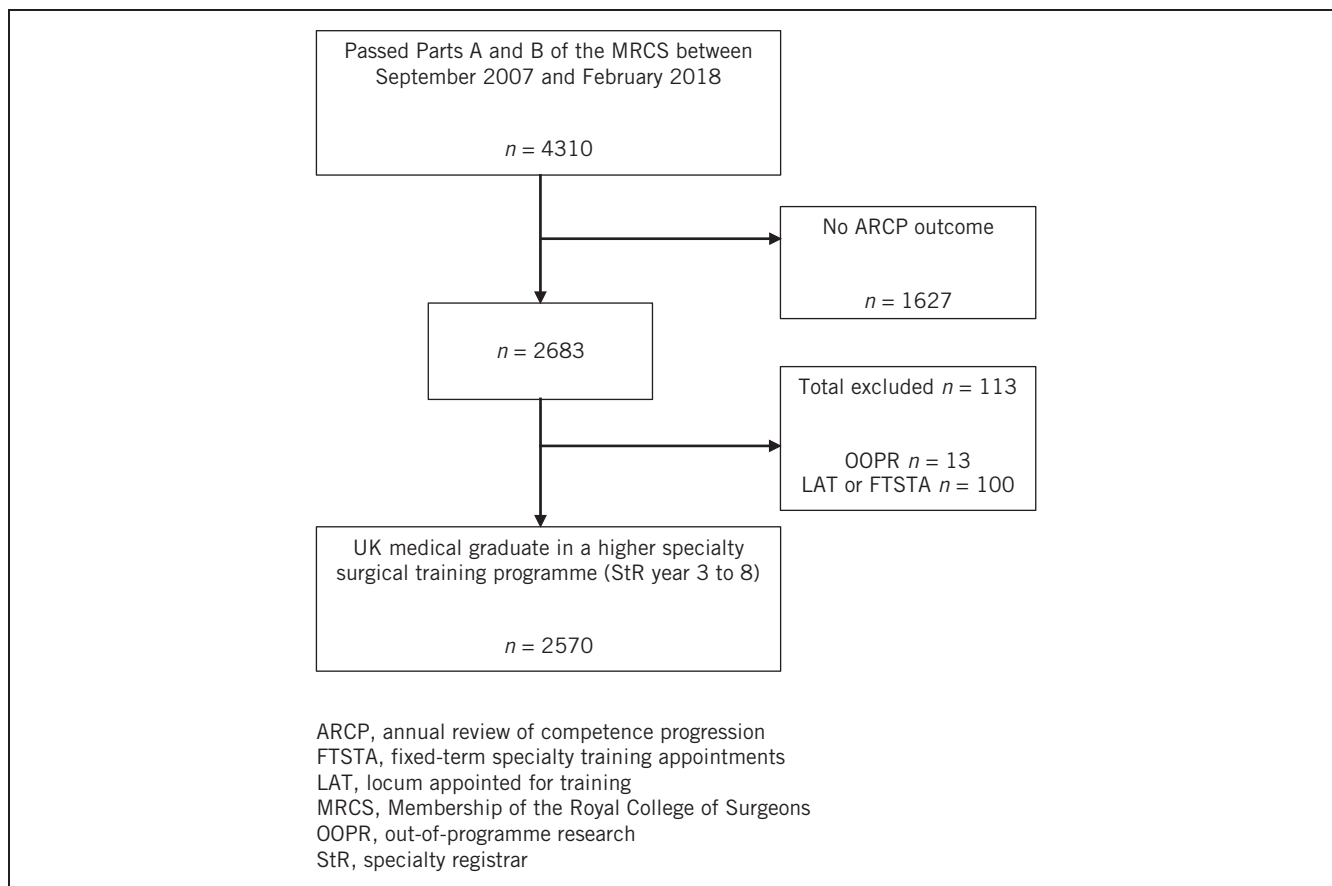 Passed Parts A and B of the MRCS between
September 2007 and February 2018
n = 4310
No ARCP outcome
n = 1627
n = 2683
Total excluded n = 113
OOPR n = 13
LAT or FTSTA n = 100
UK medical graduate in a higher specialty
surgical training programme (StR year 3 to 8)
n = 2570
ARCP, annual review of competence progression
FTSTA, fixed-term specialty training appointments
LAT, locum appointed for training
MRCS, Membership of the Royal College of Surgeons
OOPR, out-of-programme research
StR, specialty registrar